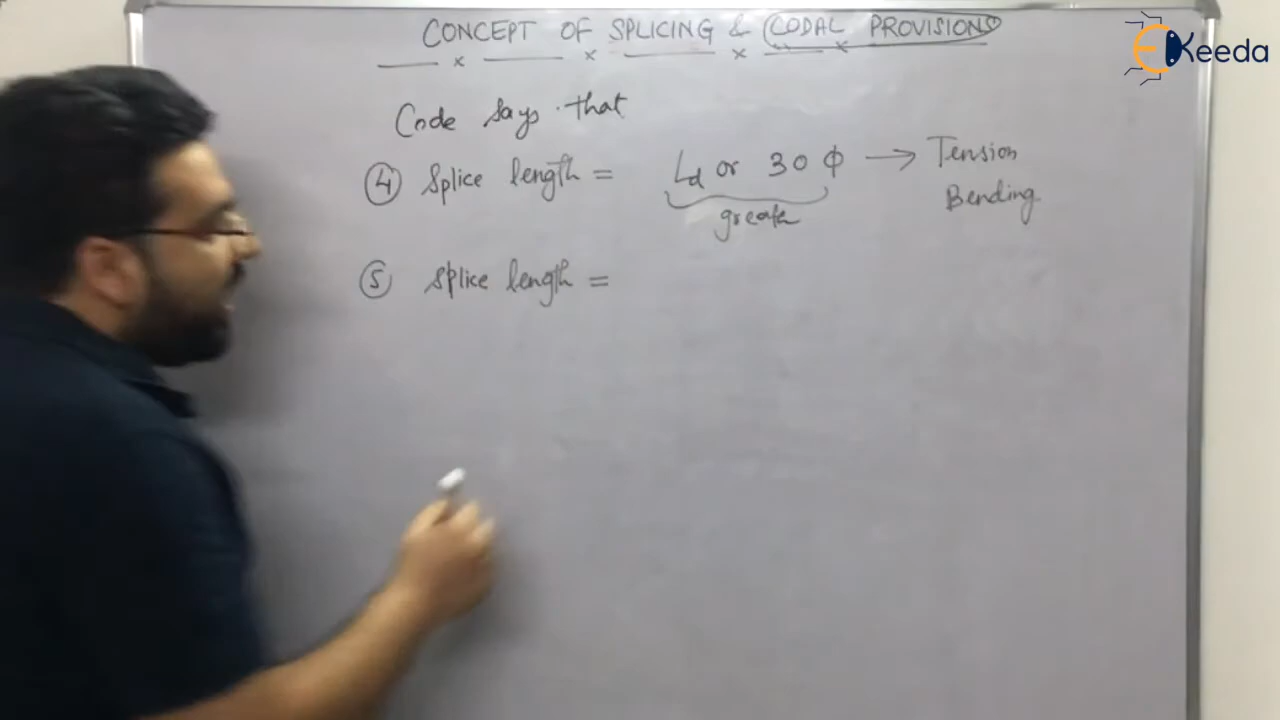 CONCEPT OF SPLICING & CODAL PROVISIONS
EKeeda
Code says that
④ Splice length = Ld or 30 Φ → Tension
greater Bending
⑤ Splice length =